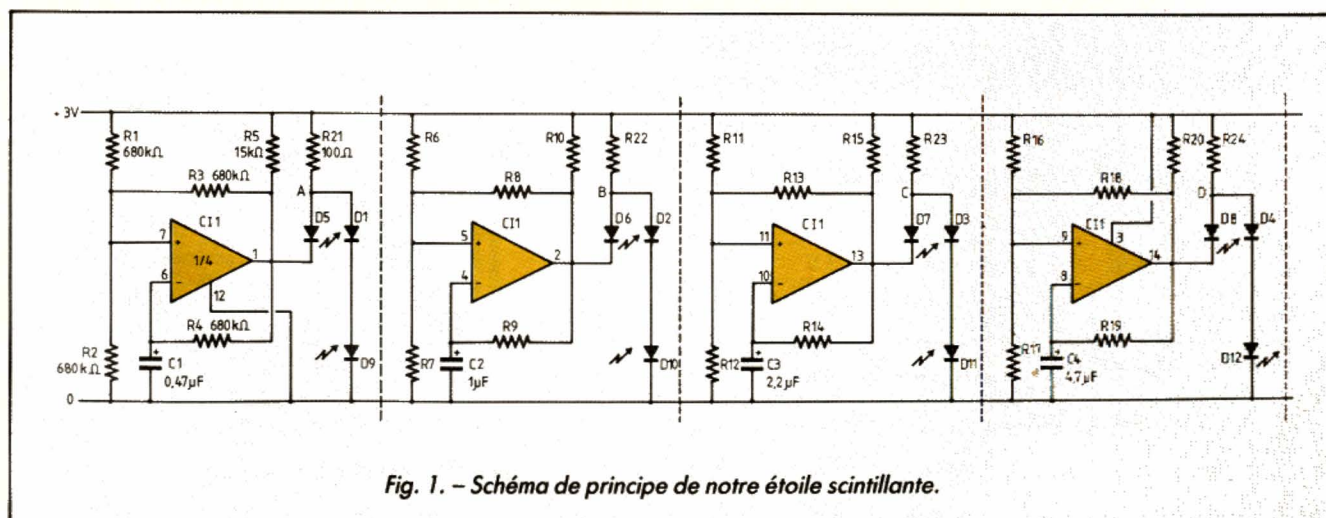 + 3V
R1
680kΩ
R5
15kΩ
R21
100Ω
R3 680kΩ
A
D5
D1
CI1
7
+
1/4
1
6
-
12
R4 680kΩ
R2
680kΩ
C1
0,47µF
+
D9
0
R6
R10
R22
R8
B
D6
D2
CI1
5
+
2
4
-
R9
R7
+
C2
1µF
D10
R11
R15
R23
R13
C
D7
D3
CI1
11
+
13
10
-
R14
R12
+
C3
2,2µF
D11
R16
R20
R24
R18
D
D8
D4
CI1
3
9
+
14
8
-
R19
R17
+
C4
4,7µF
D12
Fig. 1. – Schéma de principe de notre étoile scintillante.